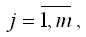 j = \overline{1, m} ,